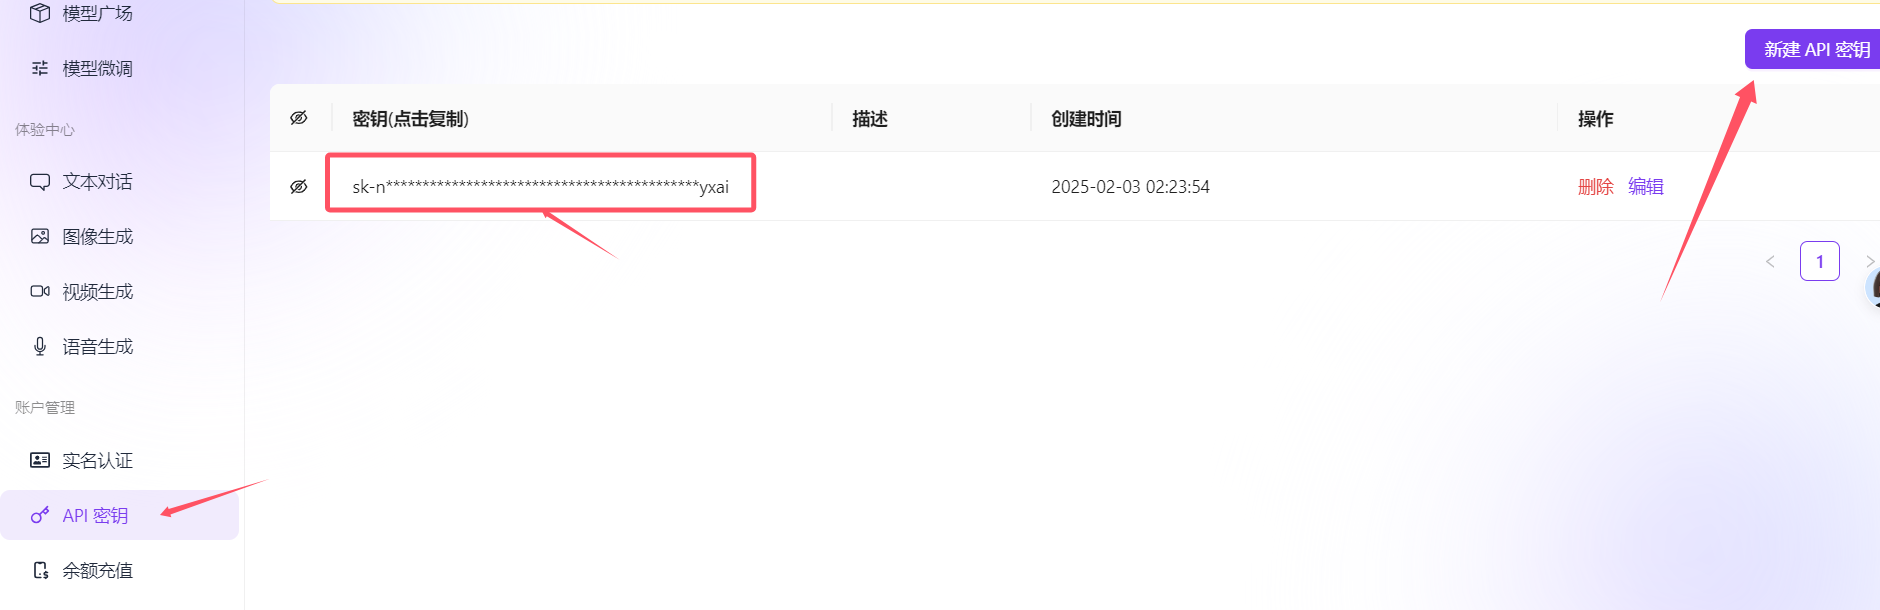 模型广场
模型微调
体验中心
文本对话
图像生成
视频生成
语音生成
账户管理
实名认证
API 密钥
余额充值
新建 API 密钥
密钥(点击复制) 描述 创建时间 操作
sk-n*******************************************yxai 2025-02-03 02:23:54 删除 编辑
< 1 >